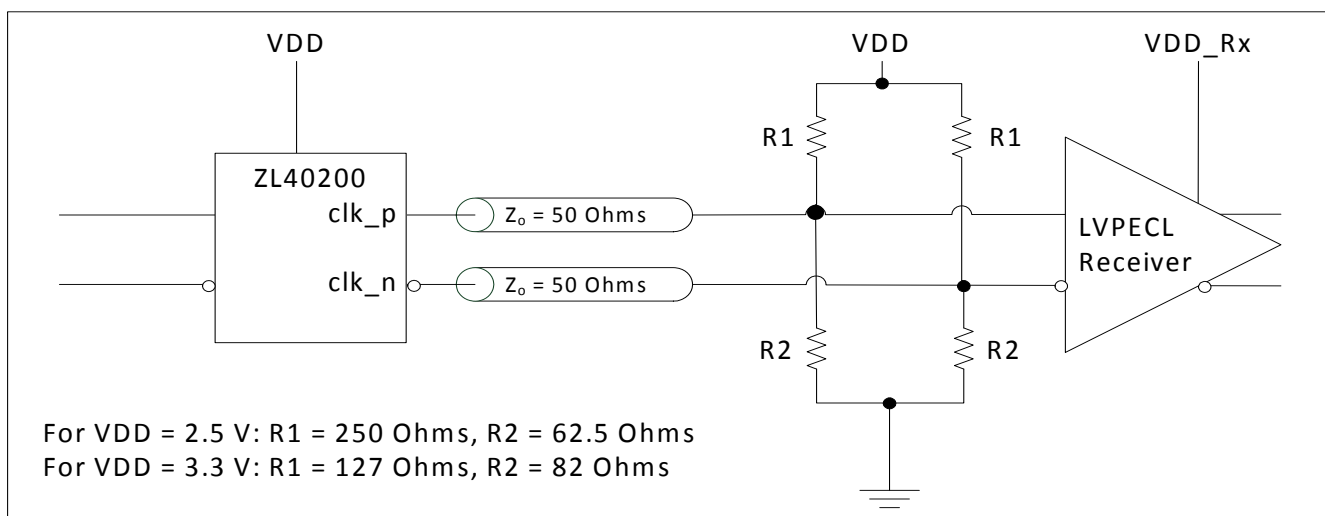 VDD
VDD
VDD_Rx
R1
R1
ZL40200
clk_p
Zo = 50 Ohms
LVPECL
Receiver
clk_n
Zo = 50 Ohms
R2
R2
For VDD = 2.5 V: R1 = 250 Ohms, R2 = 62.5 Ohms
For VDD = 3.3 V: R1 = 127 Ohms, R2 = 82 Ohms